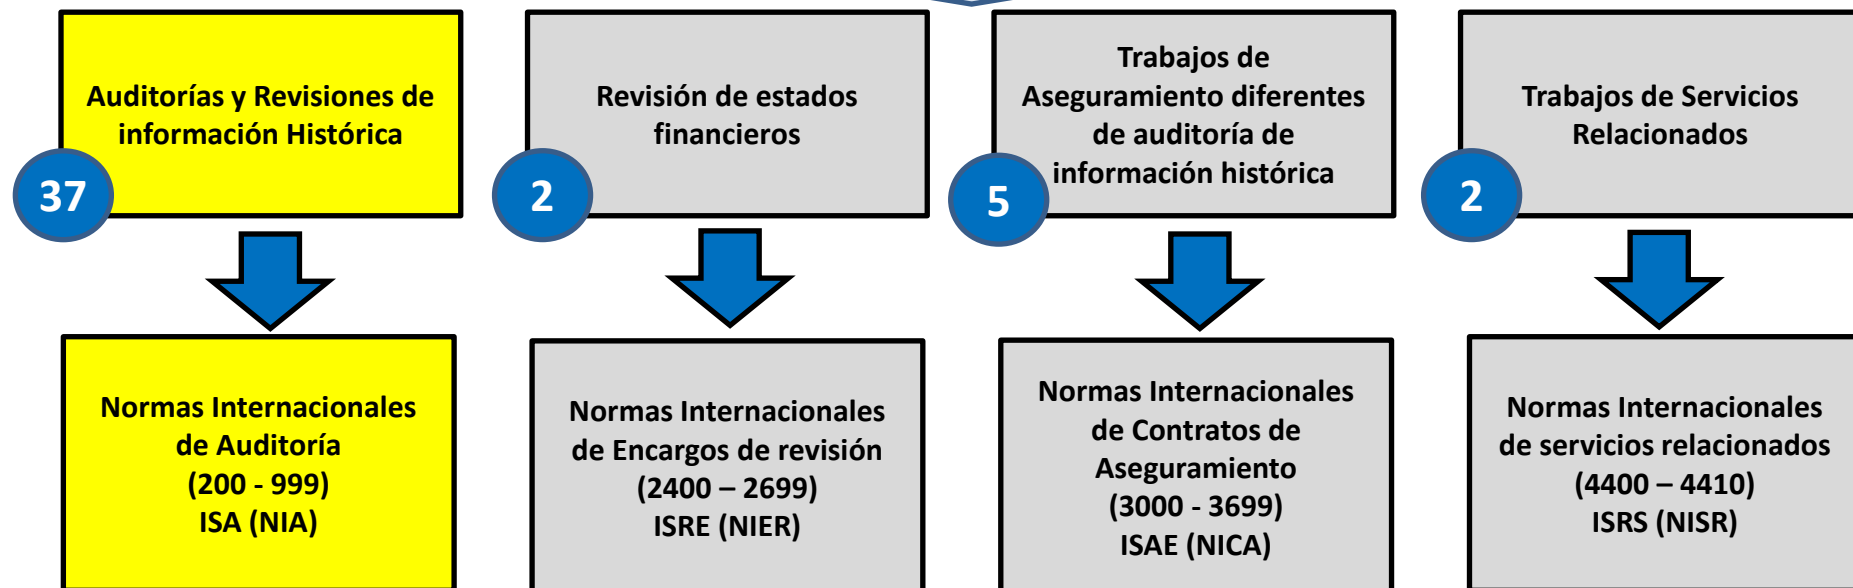 Auditorías y Revisiones de
información Histórica
37
Revisión de estados
financieros
2
Trabajos de
Aseguramiento diferentes
de auditoría de
información histórica
5
Trabajos de Servicios
Relacionados
2
Normas Internacionales
de Auditoría
(200 - 999)
ISA (NIA)
Normas Internacionales
de Encargos de revisión
(2400 – 2699)
ISRE (NIER)
Normas Internacionales
de Contratos de
Aseguramiento
(3000 - 3699)
ISAE (NICA)
Normas Internacionales
de servicios relacionados
(4400 – 4410)
ISRS (NISR)